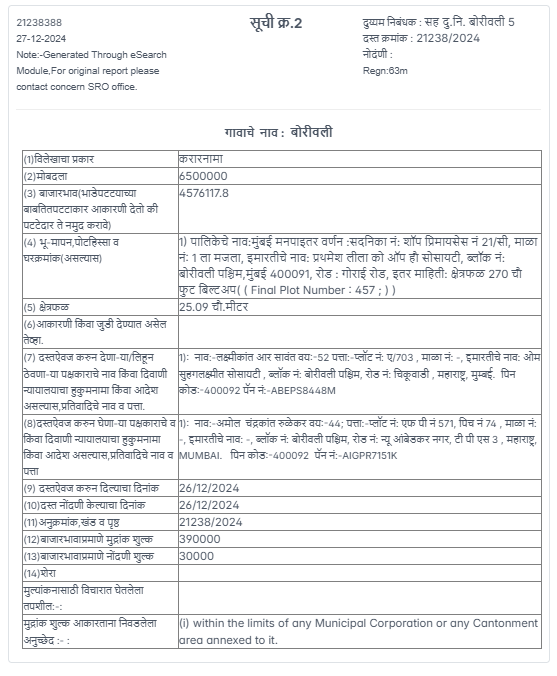 21238388
27-12-2024
Note:-Generated Through eSearch
Module,For original report please
contact concern SRO office.
सूची क्र.2
दुय्यम निबंधक : सह दु.नि. बोरीवली 5
दस्त क्रमांक : 21238/2024
नोदंणी :
Regn:63m
गावाचे नाव : बोरीवली
(1)विलेखाचा प्रकार
करारनामा
(2)मोबदला
6500000
(3) बाजारभाव(भाडेपटटयाच्या
बाबतितपटटाकार आकारणी देतो की
पटटेदार ते नमुद करावे)
4576117.8
(4) भू-मापन,पोटहिस्सा व
घरक्रमांक(असल्यास)
1) पालिकेचे नाव:मुंबई मनपाइतर वर्णन :सदनिका नं: शॉप प्रिमायसेस नं 21/सी, माळा
नं: 1 ला मजला, इमारतीचे नाव: प्रथमेश लीला को ऑप हौ सोसायटी, ब्लॉक नं:
बोरीवली पश्चिम,मुंबई 400091, रोड : गोराई रोड, इतर माहिती: क्षेत्रफळ 270 चौ
फुट बिल्टअप( ( Final Plot Number : 457 ; ) )
(5) क्षेत्रफळ
25.09 चौ.मीटर
(6)आकारणी किंवा जुडी देण्यात असेल
तेव्हा.
(7) दस्तऐवज करुन देणा-या/लिहून
ठेवणा-या पक्षकाराचे नाव किंवा दिवाणी
न्यायालयाचा हुकुमनामा किंवा आदेश
असल्यास,प्रतिवादिचे नाव व पत्ता.
1): नाव:-लक्ष्मीकांत आर सावंत वय:-52 पत्ता:-प्लॉट नं: ए/703 , माळा नं: -, इमारतीचे नाव: ओम
सुहगलक्ष्मीत सोसायटी , ब्लॉक नं: बोरीवली पश्चिम, रोड नं: चिकूवाडी , महाराष्ट्र, मुम्बई. पिन
कोड:-400092 पॅन नं:-ABEPS8448M
(8)दस्तऐवज करुन घेणा-या पक्षकाराचे व
किंवा दिवाणी न्यायालयाचा हुकुमनामा
किंवा आदेश असल्यास,प्रतिवादिचे नाव व
पत्ता
1): नाव:-अमोल चंद्रकांत रुळेकर वय:-44; पत्ता:-प्लॉट नं: एफ पी नं 571, पिच नं 74 , माळा नं:
-, इमारतीचे नाव: -, ब्लॉक नं: बोरीवली पश्चिम, रोड नं: न्यू आंबेडकर नगर, टी पी एस 3 , महाराष्ट्र,
MUMBAI. पिन कोड:-400092 पॅन नं:-AIGPR7151K
(9) दस्तऐवज करुन दिल्याचा दिनांक
26/12/2024
(10)दस्त नोंदणी केल्याचा दिनांक
26/12/2024
(11)अनुक्रमांक,खंड व पृष्ठ
21238/2024
(12)बाजारभावाप्रमाणे मुद्रांक शुल्क
390000
(13)बाजारभावाप्रमाणे नोंदणी शुल्क
30000
(14)शेरा
मुल्यांकनासाठी विचारात घेतलेला
तपशील:-:
मुद्रांक शुल्क आकारताना निवडलेला
अनुच्छेद :- :
(i) within the limits of any Municipal Corporation or any Cantonment
area annexed to it.